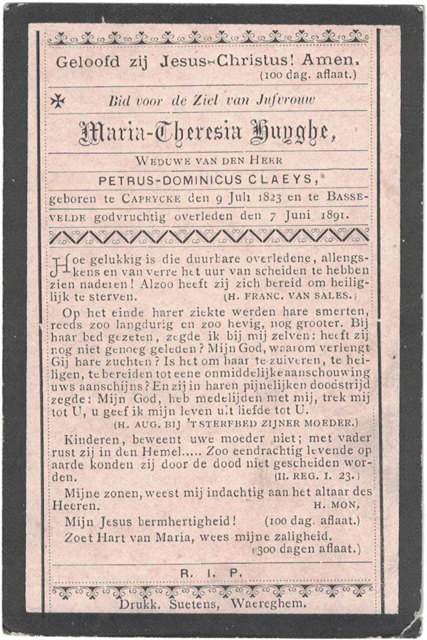 Geloofd zij Jesus-Christus! Amen.
(100 dag. aflaat.)
Bid voor de Ziel van Jufvrouw
Maria-Theresia Huyghe,
WEDUWE VAN DEN HEER
PETRUS-DOMINICUS CLAEYS,
geboren te CAPRYCKE den 9 Juli 1823 en te BASSE-
VELDE godvruchtig overleden den 7 Juni 1891.
Hoe gelukkig is die duurbare overledene, allengs-
kens en van verre het uur van scheiden te hebben
zien naderen! Alzoo heeft zij zich bereid om heilig-
lijk te sterven. (H. FRANC. VAN SALES.)
Op het einde harer ziekte werden hare smerten,
reeds zoo langdurig en zoo hevig, nog grooter. Bij
haar bed gezeten, zegde ik bij mij zelven: heeft zij
nog niet genoeg geleden? Mijn God, waarom verlengt
Gij hare zuchten? Is het om haar te zuiveren, te hei-
ligen, te bereiden tot eene onmiddelijke aanschouwing
uws aanschijns? En zij in haren pijnelijken doodstrijd
zegde: Mijn God, heb medelijden met mij, trek mij
tot U, u geef ik mijn leven uit liefde tot U.
(H. AUG. BIJ 'TSTERFBED ZIJNER MOEDER.)
Kinderen, beweent uwe moeder niet; met vader
rust zij in den Hemel..... Zoo eendrachtig levende op
aarde konden zij door de dood niet gescheiden wor-
den. (II. REG. I. 23.)
Mijne zonen, weest mij indachtig aan het altaar des
Heeren. H. MON.
Mijn Jesus bermhertigheid! (100 dag. aflaat.)
Zoet Hart van Maria, wees mijne zaligheid.
(300 dagen aflaat.)
R. I. P.
Drukk. Suetens, Waereghem.